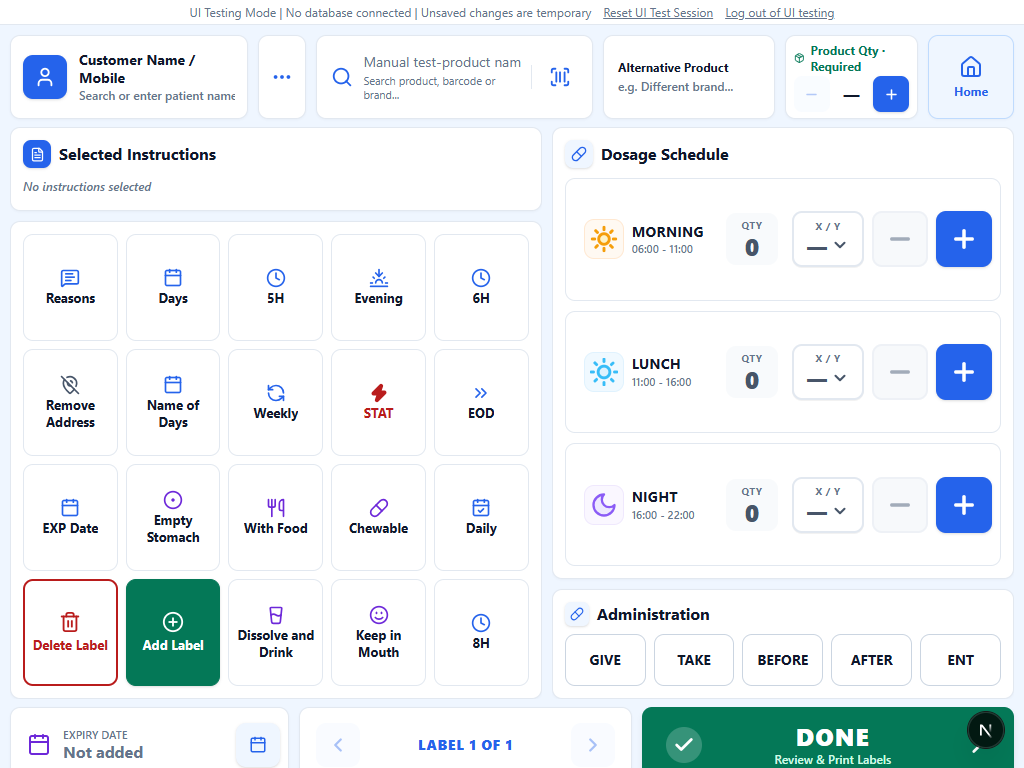 UI Testing Mode | No database connected | Unsaved changes are temporary Reset UI Test Session Log out of UI testing
Customer Name /
Mobile
Search or enter patient name
Manual test-product nam
Search product, barcode or
brand...
Alternative Product
e.g. Different brand...
Product Qty ·
Required
Home
Selected Instructions
No instructions selected
Reasons
Days
5H
Evening
6H
Remove
Address
Name of
Days
Weekly
STAT
EOD
EXP Date
Empty
Stomach
With Food
Chewable
Daily
Delete Label
Add Label
Dissolve and
Drink
Keep in
Mouth
8H
Dosage Schedule
MORNING
06:00 - 11:00
QTY
0
X / Y
—
LUNCH
11:00 - 16:00
QTY
0
X / Y
—
NIGHT
16:00 - 22:00
QTY
0
X / Y
—
Administration
GIVE
TAKE
BEFORE
AFTER
ENT
EXPIRY DATE
Not added
LABEL 1 OF 1
DONE
Review & Print Labels
N